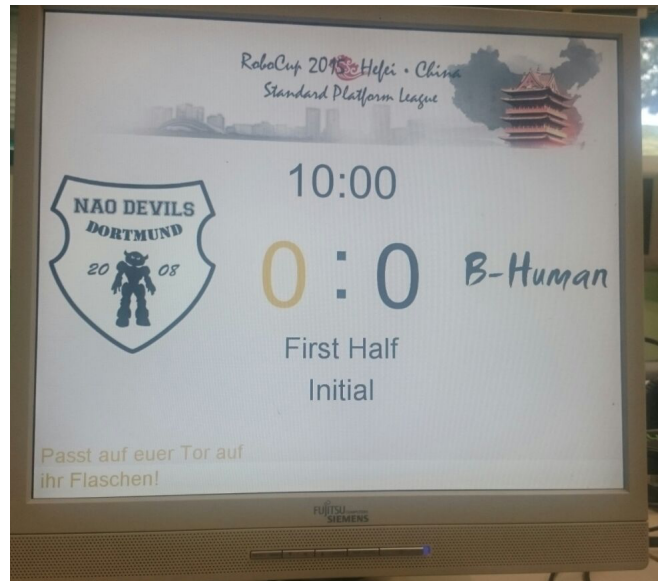 RoboCup 2015 Hefei • China
Standard Platform League
10:00
NAO DEVILS
DORTMUND
20 08
0 : 0
B-Human
First Half
Initial
Passt auf euer Tor auf
ihr Flaschen!
FUJITSU
SIEMENS